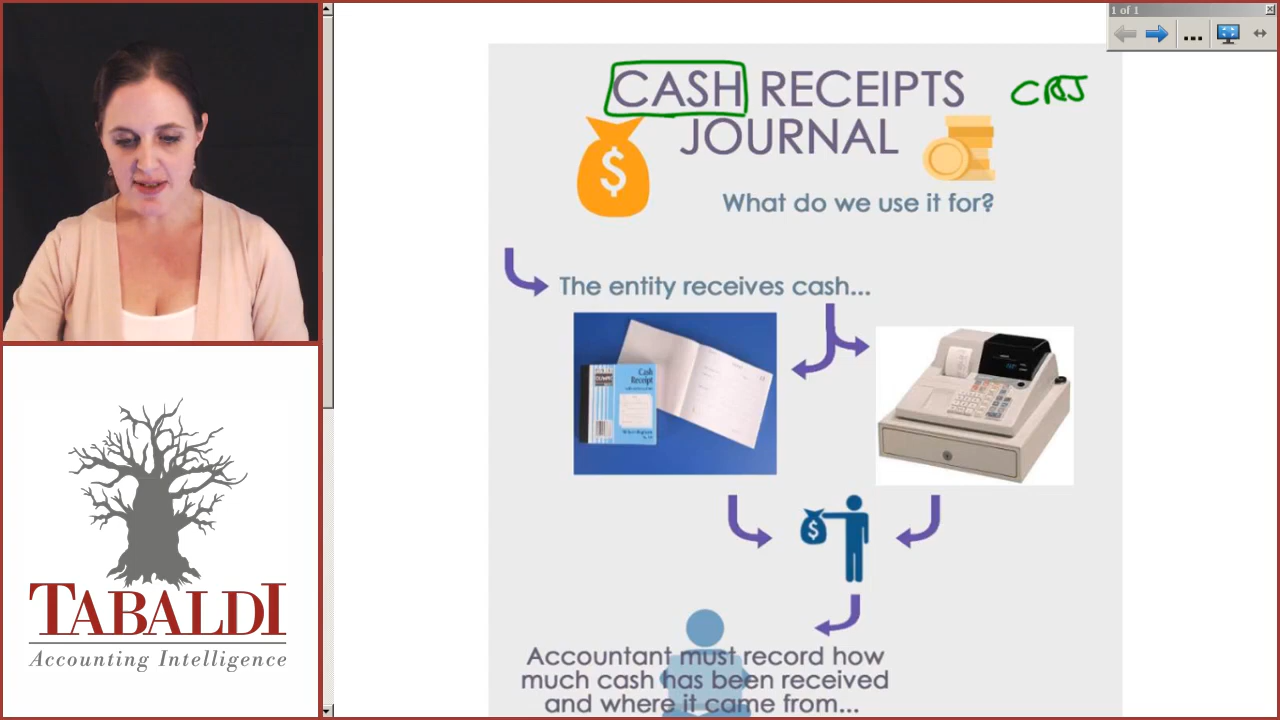 1 of 1
CASH RECEIPTS
JOURNAL
CRJ
What do we use it for?
The entity receives cash...
Cash
Receipt
Accountant must record how
much cash has been received
and where it came from...
TABALDI
Accounting Intelligence